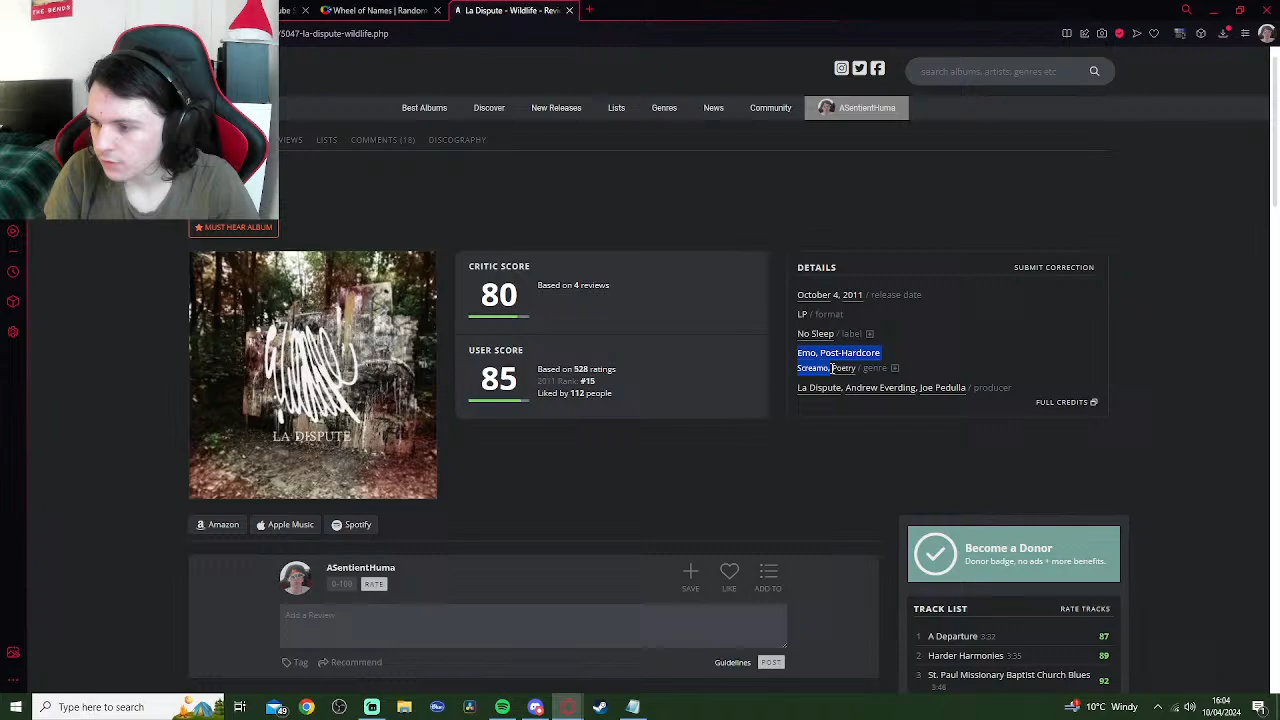 THE BENDS
ube S
Wheel of Names | Random
A Dispute - Wildlife - Revie
/5047-la-dispute-wildlife.php
search albums, artists, genres etc
Best Albums
Discover
New Releases
Lists
Genres
News
Community
ASentientHuma
VIEWS
LISTS
COMMENTS (18)
DISCOGRAPHY
MUST HEAR ALBUM
LA DISPUTE
CRITIC SCORE
80
Based on 4 reviews
USER SCORE
85
Based on 528 ratings
2011 Rank: #15
Liked by 112 people
DETAILS
SUBMIT CORRECTION
October 4, 2011 / release date
LP / format
No Sleep / label
Emo, Post-Hardcore
Screamo, Poetry / genre
La Dispute, Andrew Everding, Joe Pedulla / producer
FULL CREDITS
Amazon
Apple Music
Spotify
ASentientHuma
0-100 RATE
SAVE
LIKE
ADD TO
Add a Review
Tag
Recommend
Guidelines
POST
Become a Donor
Donor badge, no ads + more benefits.
TRACK LIST
RATE TRACKS
1 A Departure 3:32 87
2 Harder Harmonies 3:35 89
3 St. Paul Missionary Baptist Church Blues 92
3:46
Type here to search
10°C Windy
16:04
10/04/2024